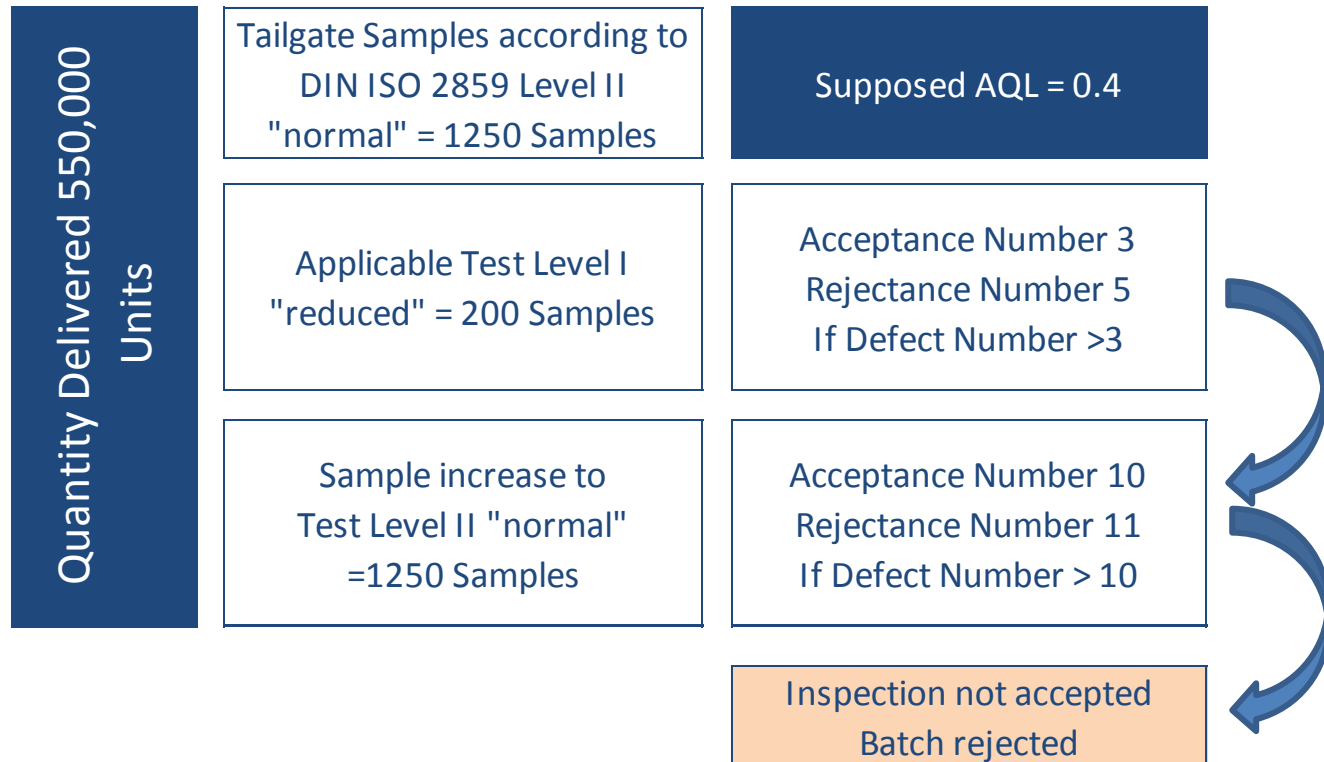 Quantity Delivered 550,000
Units
Tailgate Samples according to
DIN ISO 2859 Level II
"normal" = 1250 Samples
Supposed AQL = 0.4
Applicable Test Level I
"reduced" = 200 Samples
Acceptance Number 3
Rejectance Number 5
If Defect Number >3
Sample increase to
Test Level II "normal"
=1250 Samples
Acceptance Number 10
Rejectance Number 11
If Defect Number > 10
Inspection not accepted
Batch rejected